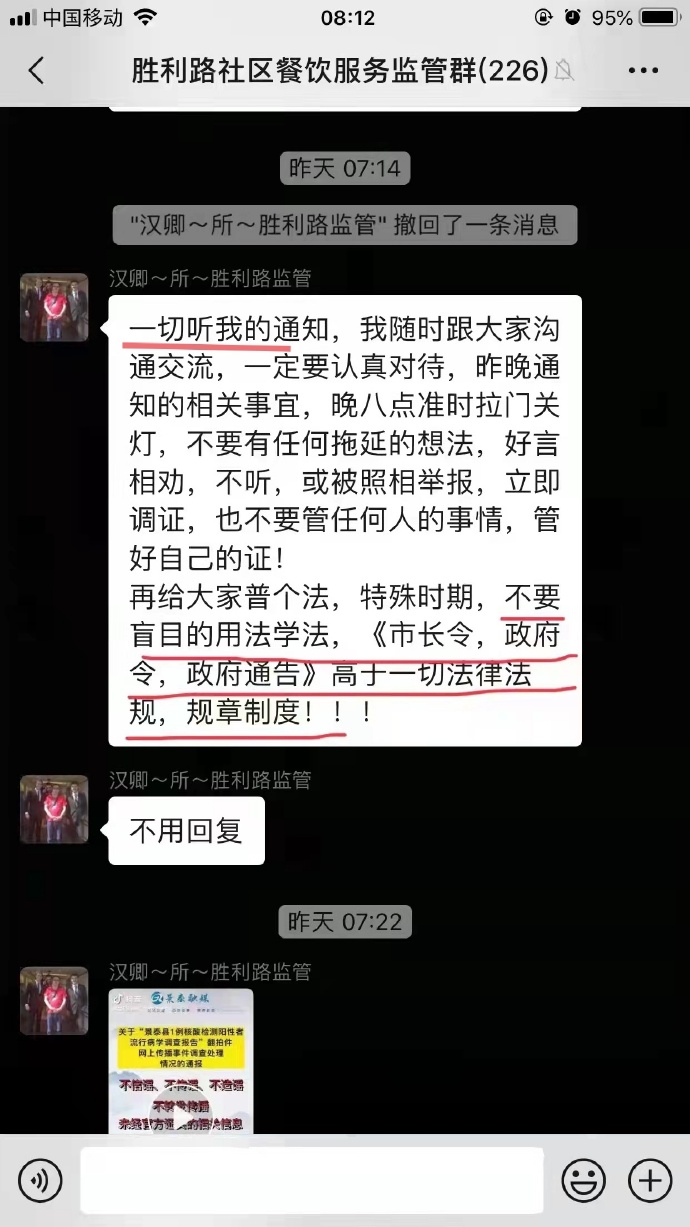 中国移动 08:12 95%
胜利路社区餐饮服务监管群(226)
昨天 07:14
"汉卿～所～胜利路监管" 撤回了一条消息
汉卿～所～胜利路监管
一切听我的通知，我随时跟大家沟
通交流，一定要认真对待，昨晚通
知的相关事宜，晚八点准时拉门关
灯，不要有任何拖延的想法，好言
相劝，不听，或被照相举报，立即
调证，也不要管任何人的事情，管
好自己的证！
再给大家普个法，特殊时期，不要
盲目的用法学法，《市长令，政府
令，政府通告》高于一切法律法
规，规章制度！！！
汉卿～所～胜利路监管
不用回复
昨天 07:22
汉卿～所～胜利路监管
景泰融媒
关于“景泰县1例核酸检测阳性者
流行病学调查报告”翻拍件
网上传播事件调查处理
情况的通报
不信谣、不传谣、不造谣